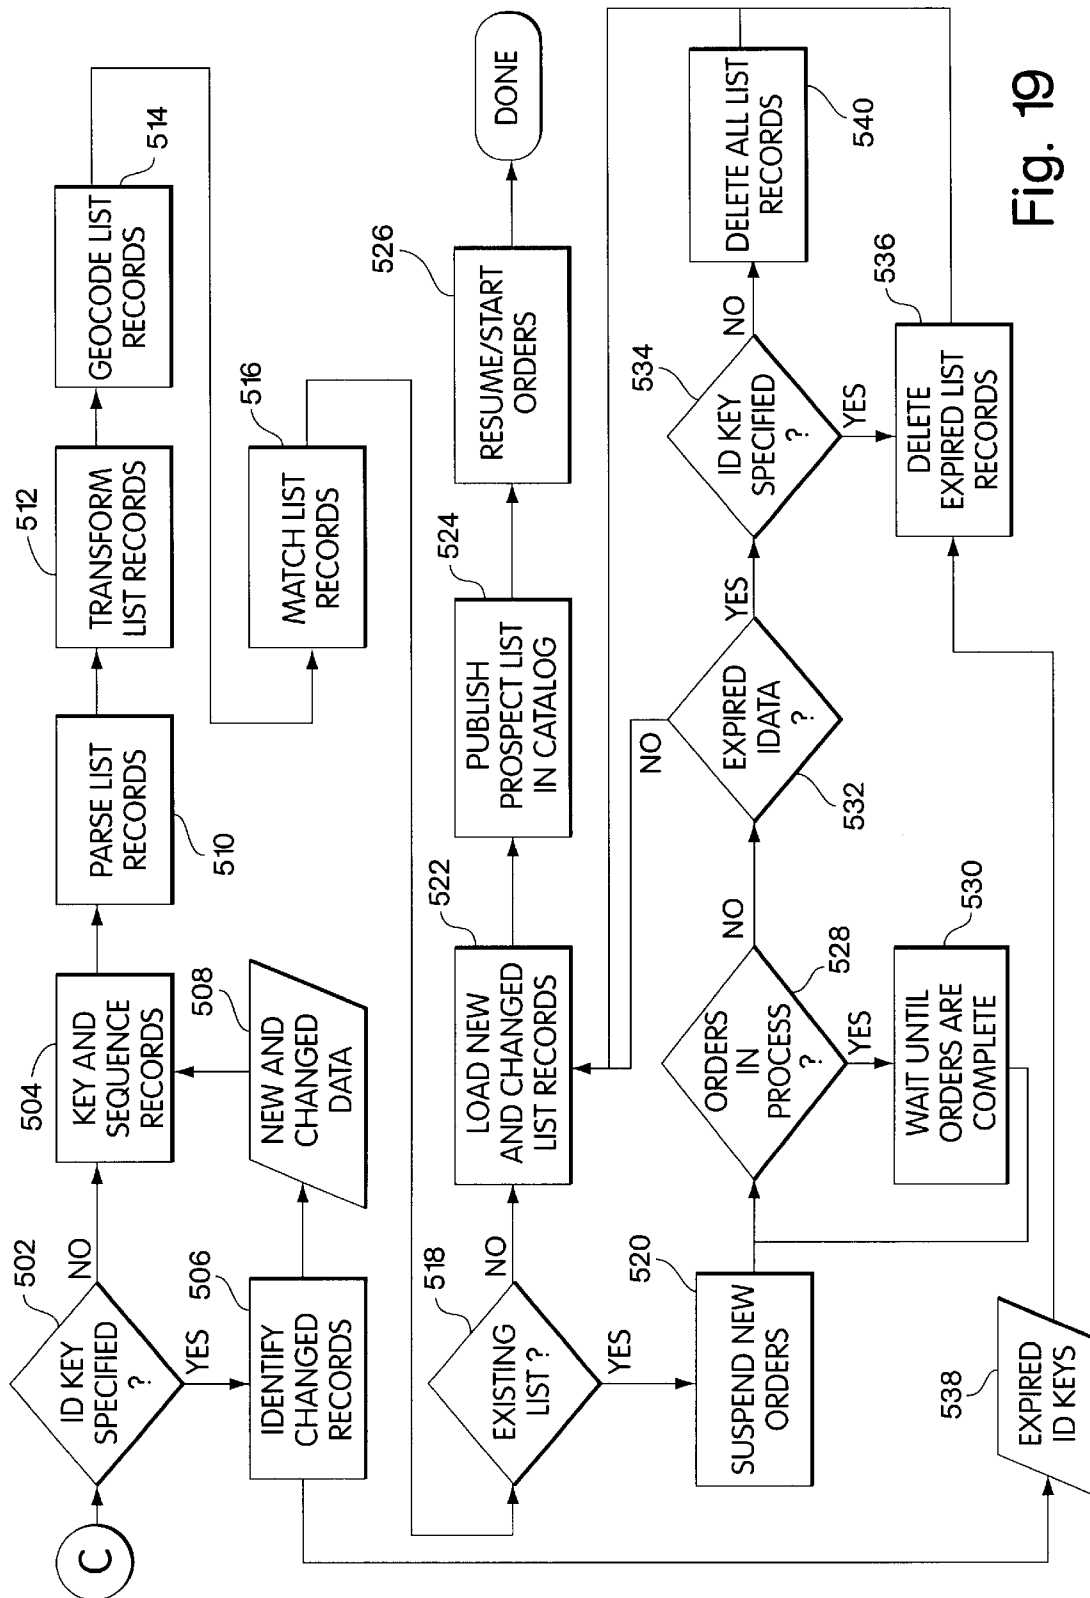 C
502
ID KEY
SPECIFIED
?
NO
YES
504
KEY AND
SEQUENCE
RECORDS
506
IDENTIFY
CHANGED
RECORDS
508
NEW AND
CHANGED
DATA
PARSE LIST
RECORDS
510
512
TRANSFORM
LIST RECORDS
GEOCODE LIST
RECORDS
514
516
MATCH LIST
RECORDS
518
EXISTING
LIST ?
NO
YES
520
SUSPEND NEW
ORDERS
522
LOAD NEW
AND CHANGED
LIST RECORDS
524
PUBLISH
PROSPECT LIST
IN CATALOG
526
RESUME/START
ORDERS
DONE
ORDERS
IN
PROCESS
?
528
NO
YES
530
WAIT UNTIL
ORDERS ARE
COMPLETE
EXPIRED
IDATA
?
532
NO
YES
534
ID KEY
SPECIFIED
?
NO
YES
536
DELETE
EXPIRED LIST
RECORDS
538
EXPIRED
ID KEYS
DELETE ALL LIST
RECORDS
540
Fig. 19